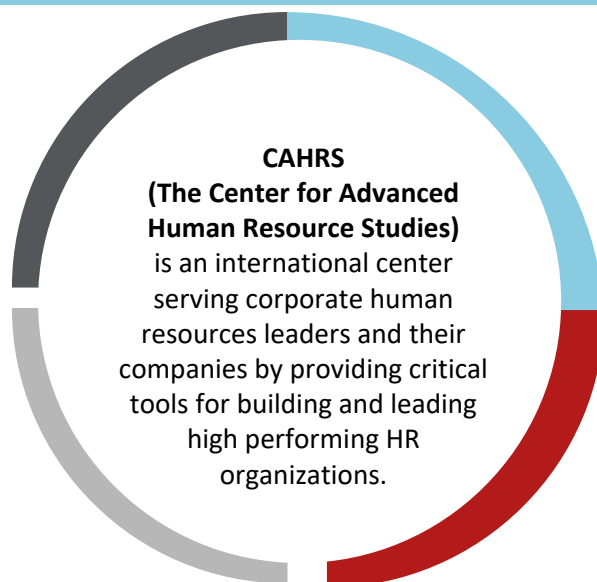 CAHRS
(The Center for Advanced
Human Resource Studies)
is an international center
serving corporate human
resources leaders and their
companies by providing critical
tools for building and leading
high performing HR
organizations.